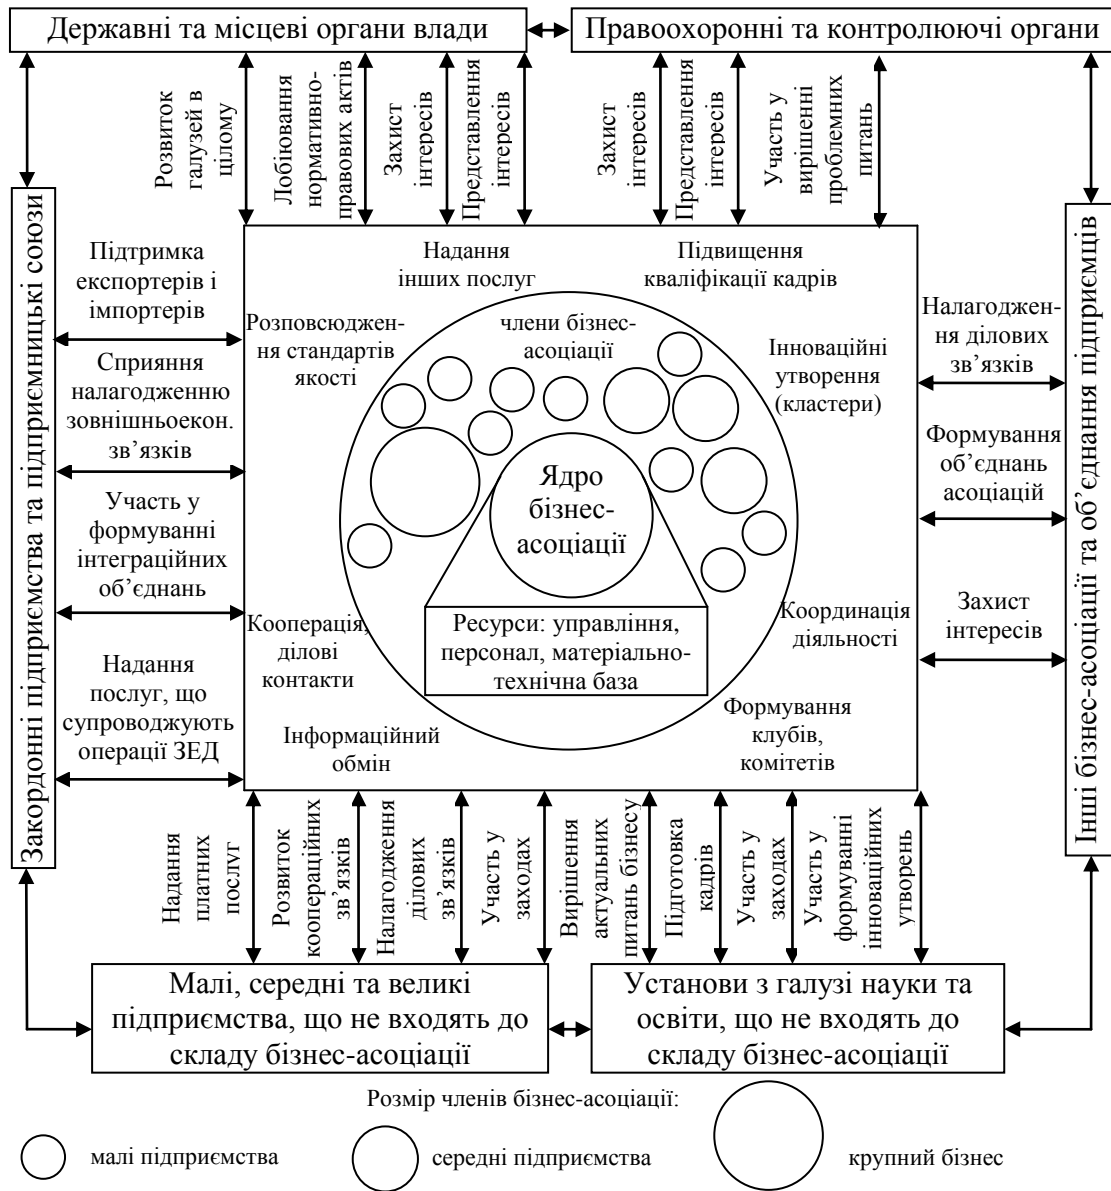 Державні та місцеві органи влади
Правоохоронні та контролюючі органи
Розвиток
галузей в
цілому
Лобіювання
нормативно-
правових актів
Захист
інтересів
Представлення
інтересів
Захист
інтересів
Представлення
інтересів
Участь у
вирішенні
проблемних
питань
Закордонні підприємства та підприємницькі союзи
Підтримка
експортерів і
імпортерів
Сприяння
налагодженню
зовнішньоекон.
зв’язків
Участь у
формуванні
інтеграційних
об’єднань
Надання
послуг, що
супроводжують
операції ЗЕД
Надання
інших послуг
Підвищення
кваліфікації кадрів
Розповсюджен-
ня стандартів
якості
члени бізнес-
асоціації
Інноваційні
утворення
(кластери)
Ядро
бізнес-
асоціації
Ресурси: управління,
персонал, матеріально-
технічна база
Кооперація,
ділові
контакти
Координація
діяльності
Інформаційний
обмін
Формування
клубів,
комітетів
Налагоджен-
ня ділових
зв’язків
Формування
об’єднань
асоціацій
Захист
інтересів
Інші бізнес-асоціації та об’єднання підприємців
Надання
платних
послуг
Розвиток
коопераційних
зв’язків
Налагодження
ділових
зв’язків
Участь у
заходах
Вирішення
актуальних
питань бізнесу
Підготовка
кадрів
Участь у
заходах
Участь у
формуванні
інноваційних
утворень
Малі, середні та великі
підприємства, що не входять до
складу бізнес-асоціації
Установи з галузі науки та
освіти, що не входять до
складу бізнес-асоціації
Розмір членів бізнес-асоціації:
малі підприємства
середні підприємства
крупний бізнес